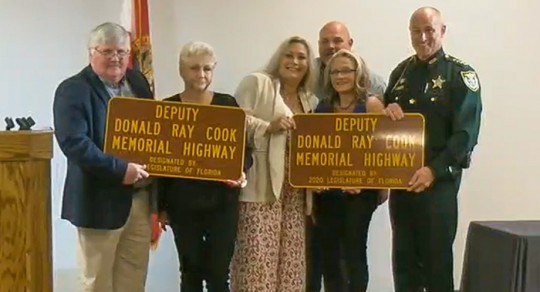 DEPUTY
DONALD RAY COOK
MEMORIAL HIGHWAY
DESIGNATED BY
LEGISLATURE OF FLORIDA
DEPUTY
DONALD RAY COOK
MEMORIAL HIGHWAY
DESIGNATED BY
2020 LEGISLATURE OF FLORIDA